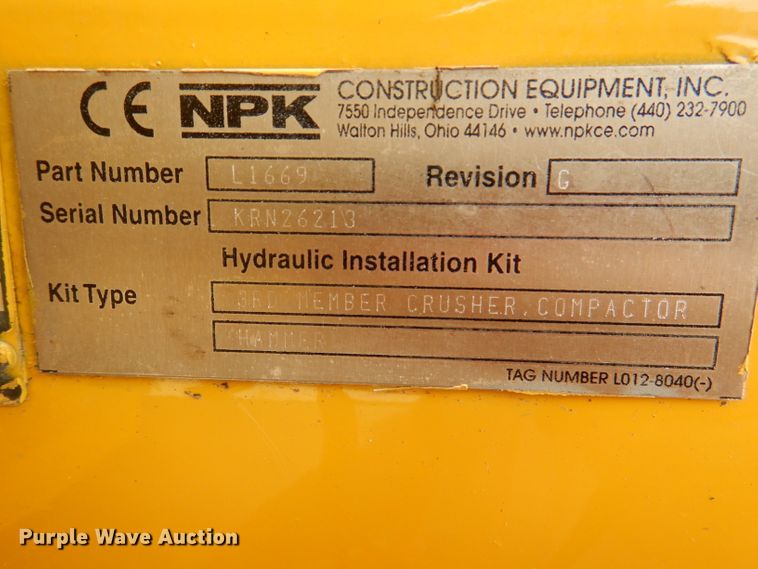 CE NPK CONSTRUCTION EQUIPMENT, INC.
7550 Independence Drive • Telephone (440) 232-7900
Walton Hills, Ohio 44146 • www.npkce.com
Part Number L1669 Revision G
Serial Number KRN26213
Hydraulic Installation Kit
Kit Type 3RD MEMBER CRUSHER, COMPACTOR
/HAMMER
TAG NUMBER L012-8040(-)
Purple Wave Auction